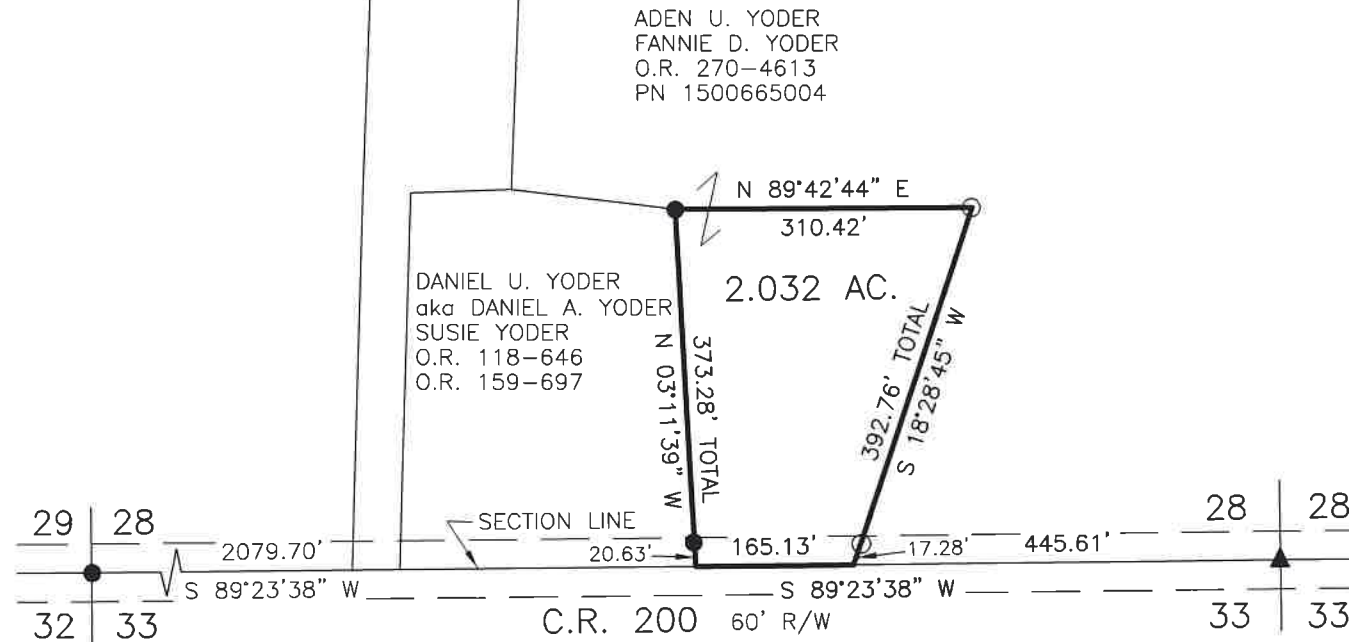 ADEN U. YODER
FANNIE D. YODER
O.R. 270-4613
PN 1500665004
N 89°42'44" E
310.42'
2.032 AC.
DANIEL U. YODER
aka DANIEL A. YODER
SUSIE YODER
O.R. 118-646
O.R. 159-697
N 03°11'39" W
373.28' TOTAL
392.76' TOTAL
S 18°28'45" W
29 28
SECTION LINE
28 28
2079.70'
20.63'
165.13'
17.28'
445.61'
S 89°23'38" W
S 89°23'38" W
32 33
C.R. 200 60' R/W
33 33